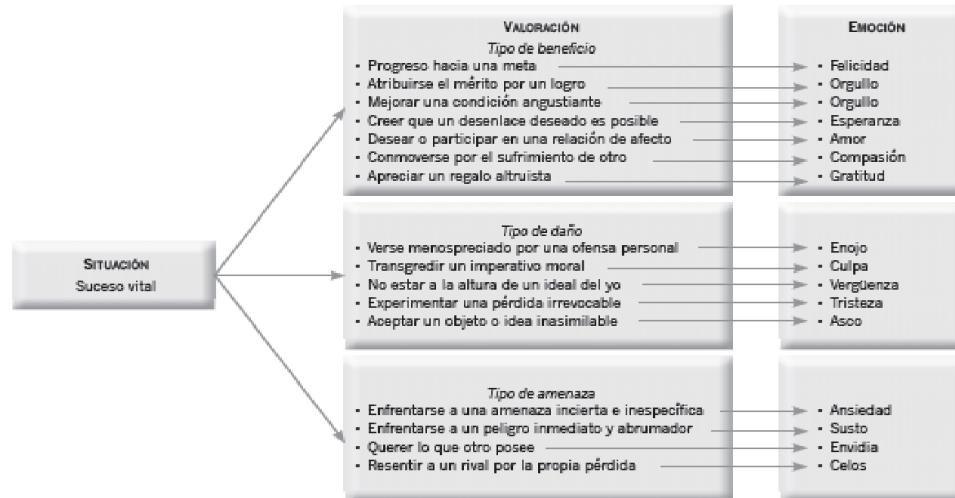 SITUACIÓN
Suceso vital
VALORACIÓN
Tipo de beneficio
· Progreso hacia una meta
· Atribuirse el mérito por un logro
· Mejorar una condición angustiante
· Creer que un desenlace deseado es posible
· Desear o participar en una relación de afecto
· Conmoverse por el sufrimiento de otro
· Apreciar un regalo altruista
EMOCIÓN
· Felicidad
· Orgullo
· Orgullo
· Esperanza
· Amor
· Compasión
· Gratitud
Tipo de daño
· Verse menospreciado por una ofensa personal
· Transgredir un imperativo moral
· No estar a la altura de un ideal del yo
· Experimentar una pérdida irrevocable
· Aceptar un objeto o idea inasimilable
· Enojo
· Culpa
· Vergüenza
· Tristeza
· Asco
Tipo de amenaza
· Enfrentarse a una amenaza incierta e inespecífica
· Enfrentarse a un peligro inmediato y abrumador
· Querer lo que otro posee
· Resentir a un rival por la propia pérdida
· Ansiedad
· Susto
· Envidia
· Celos